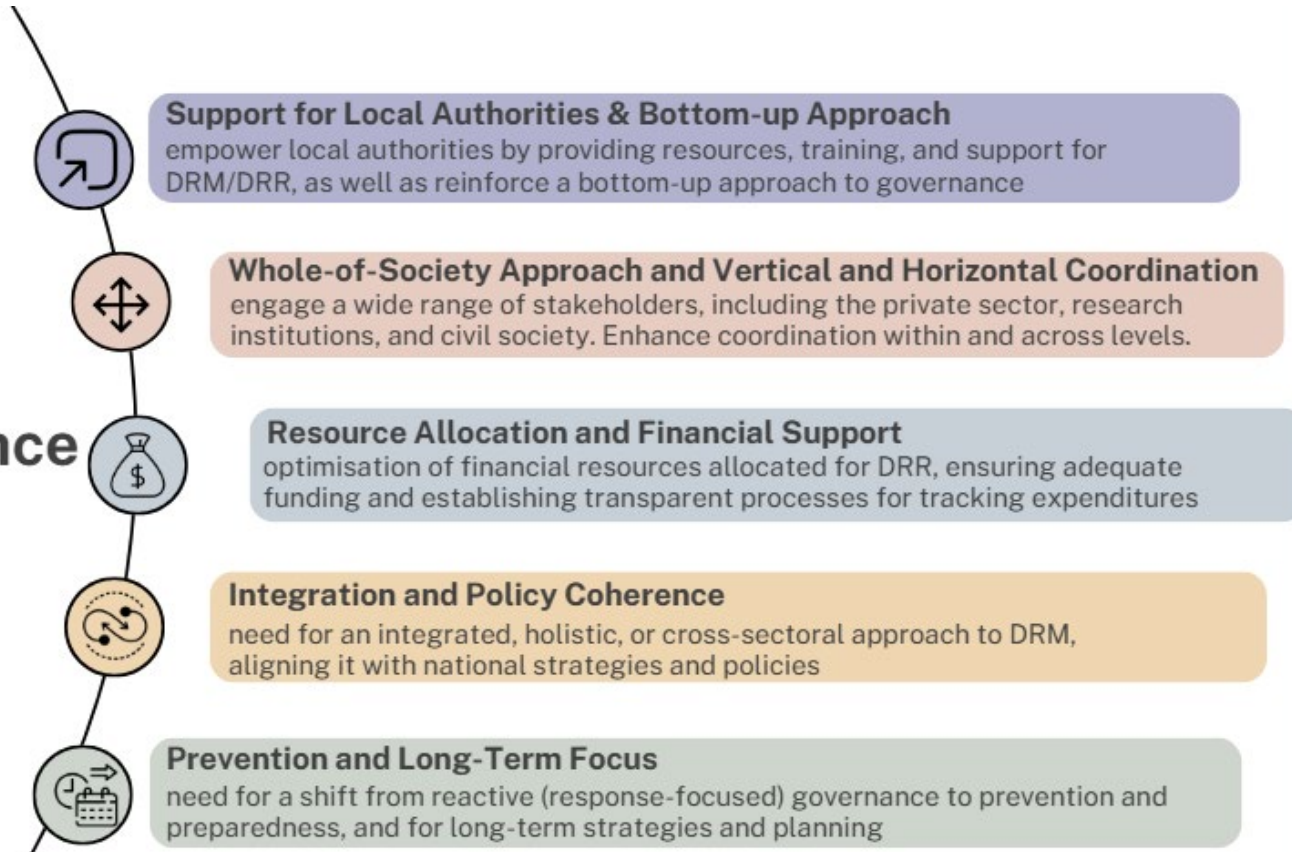 Support for Local Authorities & Bottom-up Approach
empower local authorities by providing resources, training, and support for
DRM/DRR, as well as reinforce a bottom-up approach to governance
Whole-of-Society Approach and Vertical and Horizontal Coordination
engage a wide range of stakeholders, including the private sector, research
institutions, and civil society. Enhance coordination within and across levels.
nce
$
Resource Allocation and Financial Support
optimisation of financial resources allocated for DRR, ensuring adequate
funding and establishing transparent processes for tracking expenditures
Integration and Policy Coherence
need for an integrated, holistic, or cross-sectoral approach to DRM,
aligning it with national strategies and policies
Prevention and Long-Term Focus
need for a shift from reactive (response-focused) governance to prevention and
preparedness, and for long-term strategies and planning